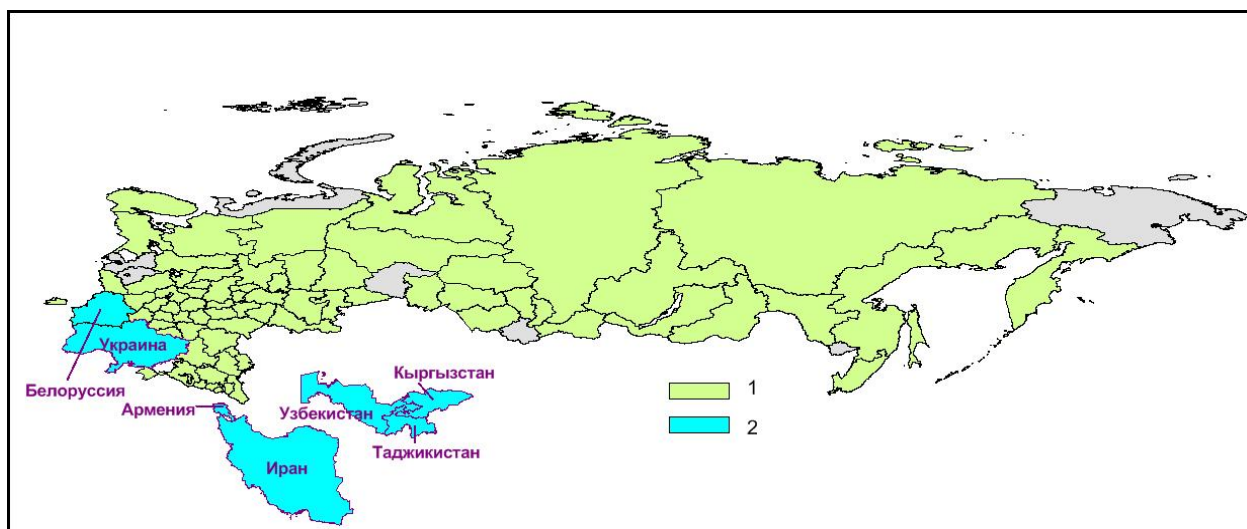 Украина
Белоруссия
Армения
Кыргызстан
Узбекистан
Таджикистан
Иран
1
2